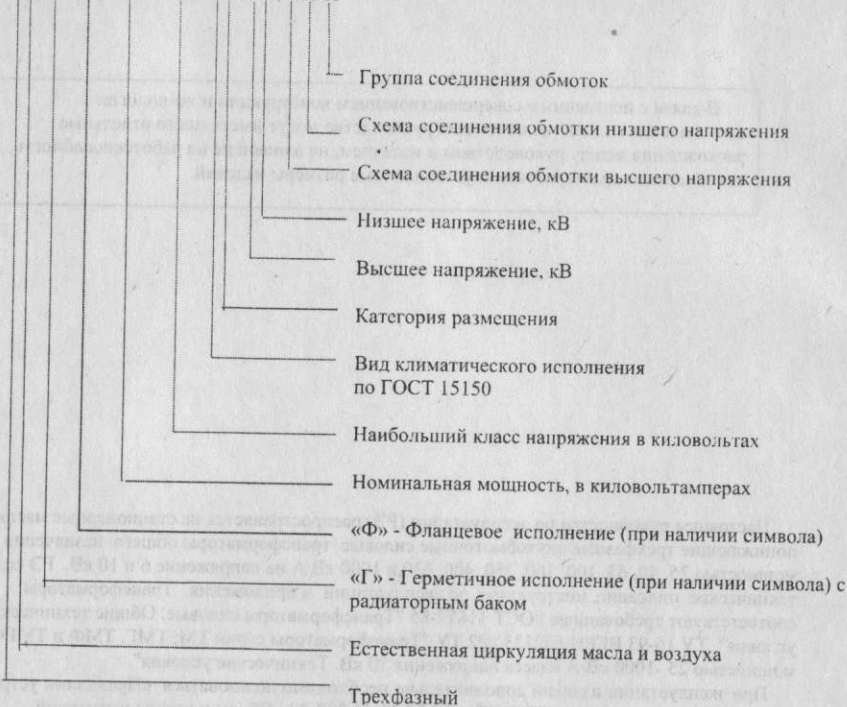 Группа соединения обмоток
Схема соединения обмотки низшего напряжения
Схема соединения обмотки высшего напряжения
Низшее напряжение, кВ
Высшее напряжение, кВ
Категория размещения
Вид климатического исполнения
по ГОСТ 15150
Наибольший класс напряжения в киловольтах
Номинальная мощность, в киловольтамперах
«Ф» - Фланцевое исполнение (при наличии символа)
«Г» - Герметичное исполнение (при наличии символа) с
радиаторным баком
Естественная циркуляция масла и воздуха
Трехфазный